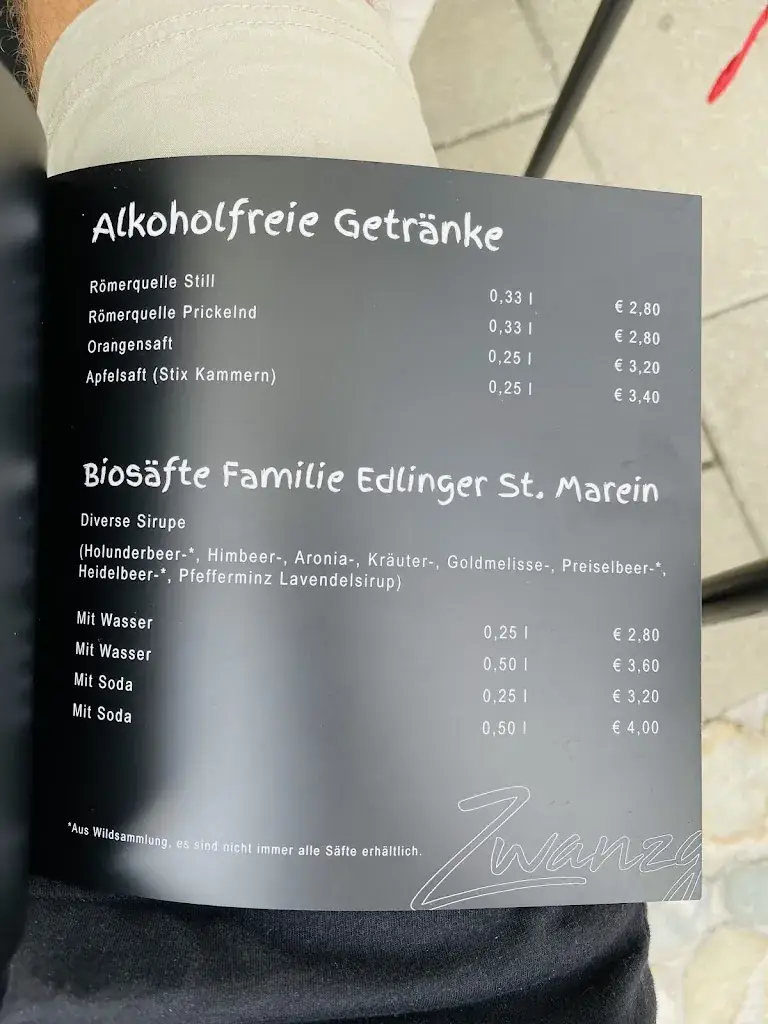 Alkoholfreie Getränke
Römerquelle Still 0,33 l € 2,80
Römerquelle Prickelnd 0,33 l € 2,80
Orangensaft 0,25 l € 3,20
Apfelsaft (Stix Kammern) 0,25 l € 3,40
Biosäfte Familie Edlinger St. Marein
Diverse Sirupe
(Holunderbeer-*, Himbeer-, Aronia-, Kräuter-, Goldmelisse-, Preiselbeer-*,
Heidelbeer-*, Pfefferminz Lavendelsirup)
Mit Wasser 0,25 l € 2,80
Mit Wasser 0,50 l € 3,60
Mit Soda 0,25 l € 3,20
Mit Soda 0,50 l € 4,00
*Aus Wildsammlung, es sind nicht immer alle Säfte erhältlich.
Zwanzg